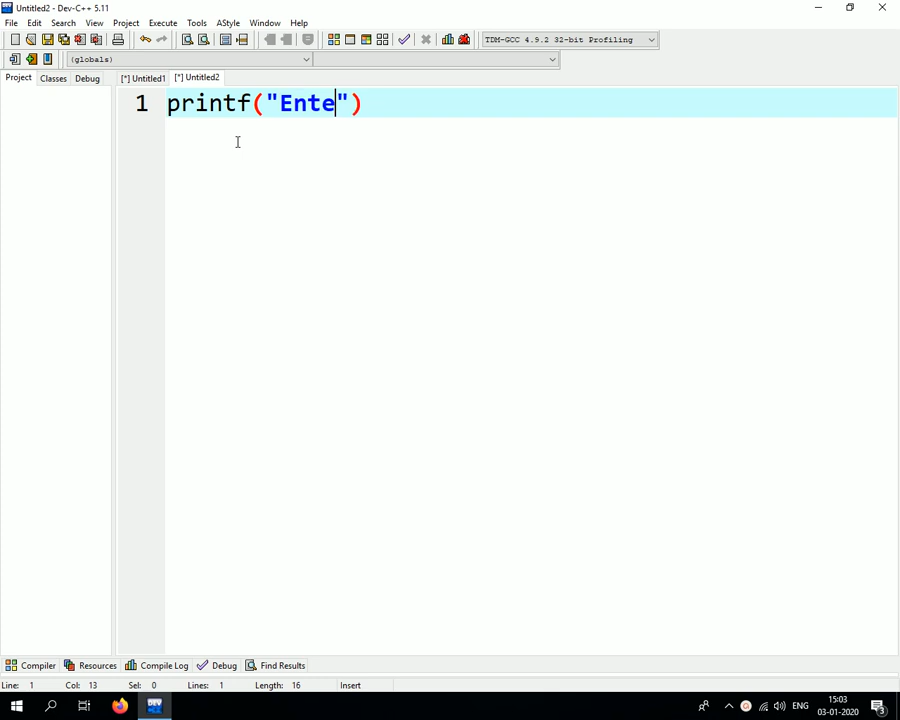 Untitled2 - Dev-C++ 5.11
File Edit Search View Project Execute Tools AStyle Window Help
TDM-GCC 4.9.2 32-bit Profiling
(globals)
Project Classes Debug [*] Untitled1 [*] Untitled2
1 printf("Ente")
Compiler Resources Compile Log Debug Find Results
Line: 1 Col: 13 Sel: 0 Lines: 1 Length: 16 Insert
DEV
ENG 15:03
03-01-2020
3